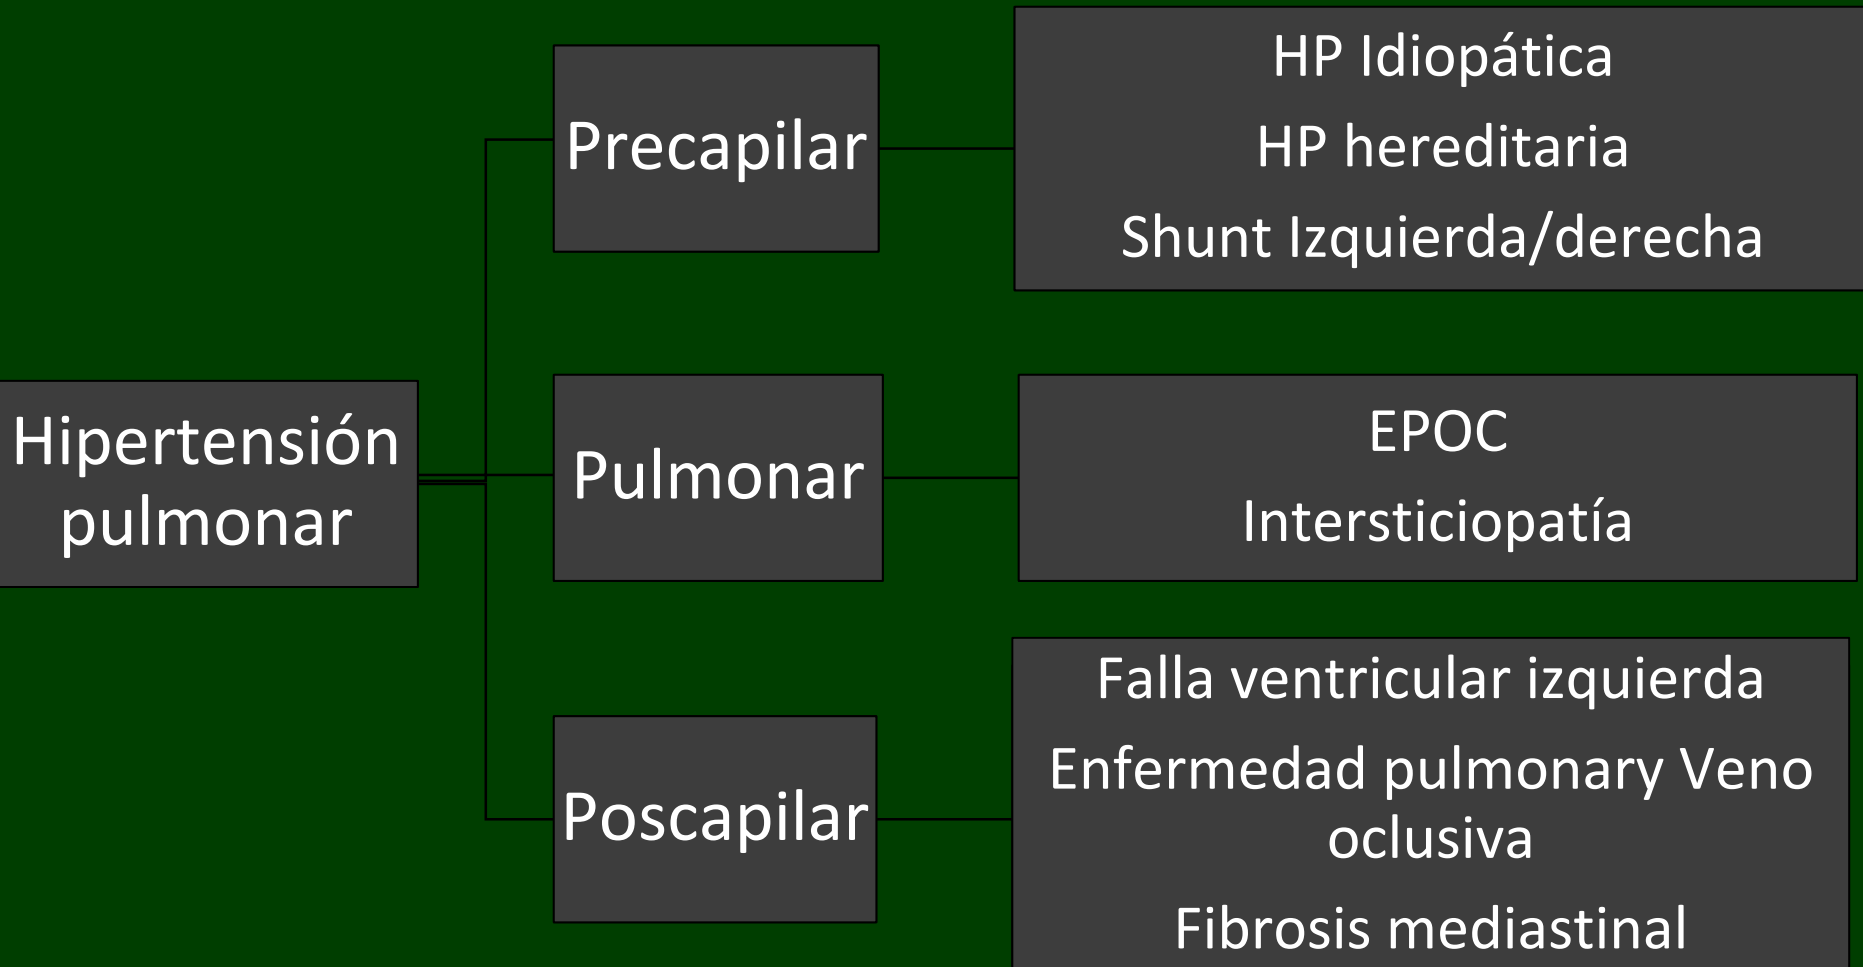 Hipertensión
pulmonar
Precapilar
HP Idiopática
HP hereditaria
Shunt Izquierda/derecha
Pulmonar
EPOC
Intersticiopatía
Poscapilar
Falla ventricular izquierda
Enfermedad pulmonary Veno
oclusiva
Fibrosis mediastinal